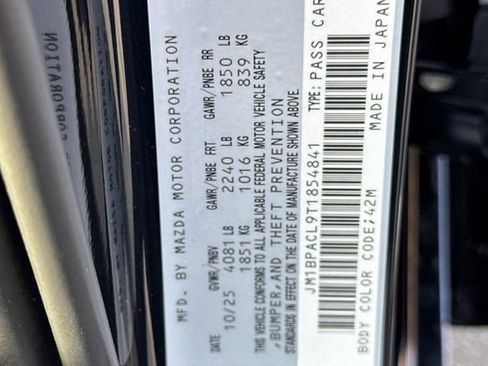 MFD. BY MAZDA MOTOR CORPORATION
DATE GVWR/PNBV GAWR/PNBE FRT GAWR/PNBE RR
10/25 4081 LB 2240 LB 1850 LB
1851 KG 1016 KG 839 KG
THIS VEHICLE CONFORMS TO ALL APPLICABLE FEDERAL MOTOR VEHICLE SAFETY
,BUMPER,AND THEFT PREVENTION
STANDARDS IN EFFECT ON THE DATE OF MANUFACTURE SHOWN ABOVE.
JM1BPACL9T1854841 TYPE: PASS CAR
MADE IN JAPAN
BODY COLOR CODE;42M
CORPORATION